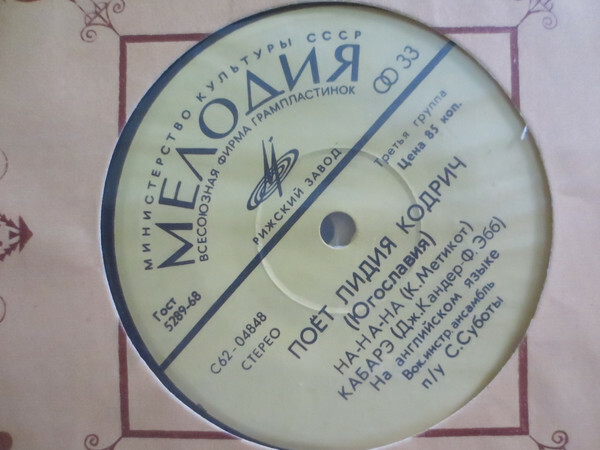 МИНИСТЕРСТВО КУЛЬТУРЫ СССР
МЕЛОДИЯ
ВСЕСОЮЗНАЯ ФИРМА ГРАМПЛАСТИНОК
33
РИЖСКИЙ ЗАВОД
Третья группа
Цена 85 коп.
Гост
5289-68
С62-04848
СТЕРЕО
ПОЁТ ЛИДИЯ КОДРИЧ
(Югославия)
НА-НА-НА (К.Метикот)
КАБАРЭ (Дж.Кандер-Ф.Эбб)
На английском языке
Вок.инстр.ансамбль
п/у С.Суботы